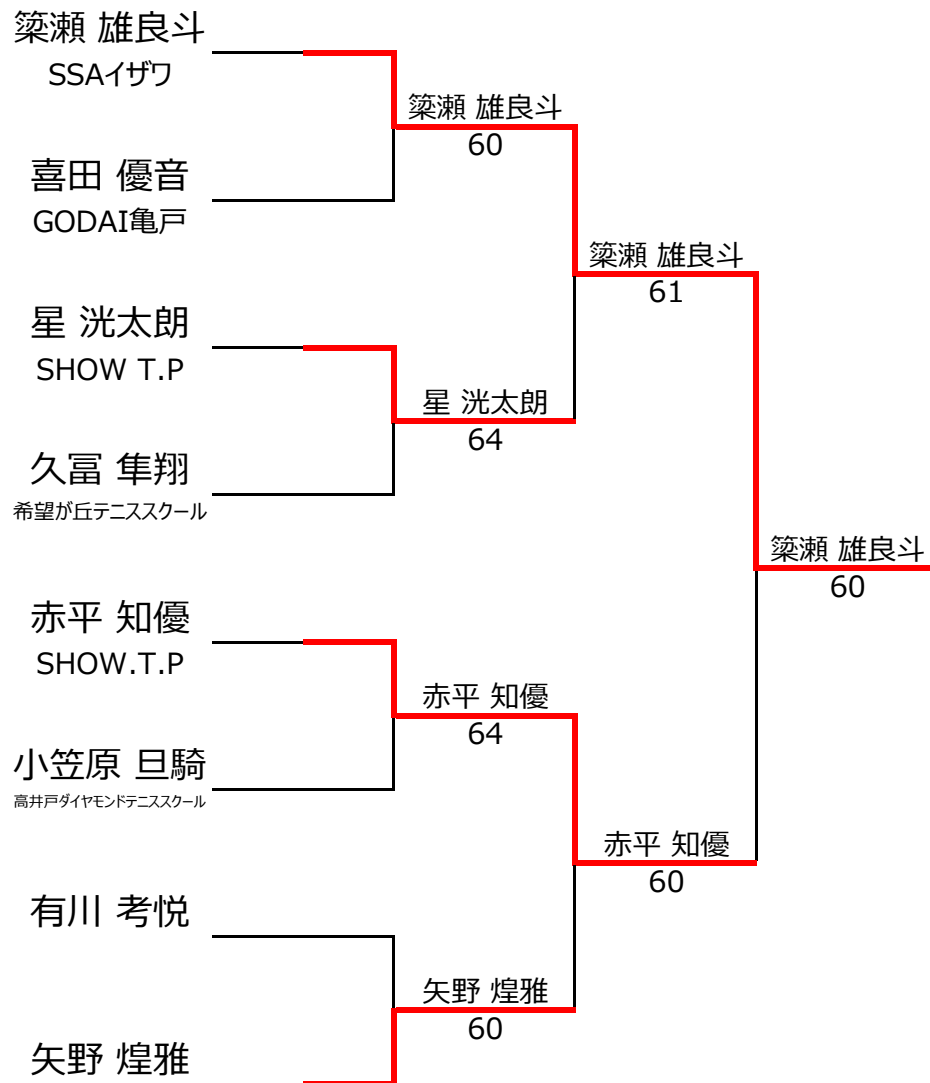 簗瀬 雄良斗
SSAイザワ
簗瀬 雄良斗
60
喜田 優音
GODAI亀戸
簗瀬 雄良斗
61
星 洸太朗
SHOW T.P
星 洸太朗
64
久冨 隼翔
希望が丘テニススクール
簗瀬 雄良斗
60
赤平 知優
SHOW.T.P
赤平 知優
64
小笠原 旦騎
高井戸ダイヤモンドテニススクール
赤平 知優
60
有川 考悦
矢野 煌雅
60
矢野 煌雅